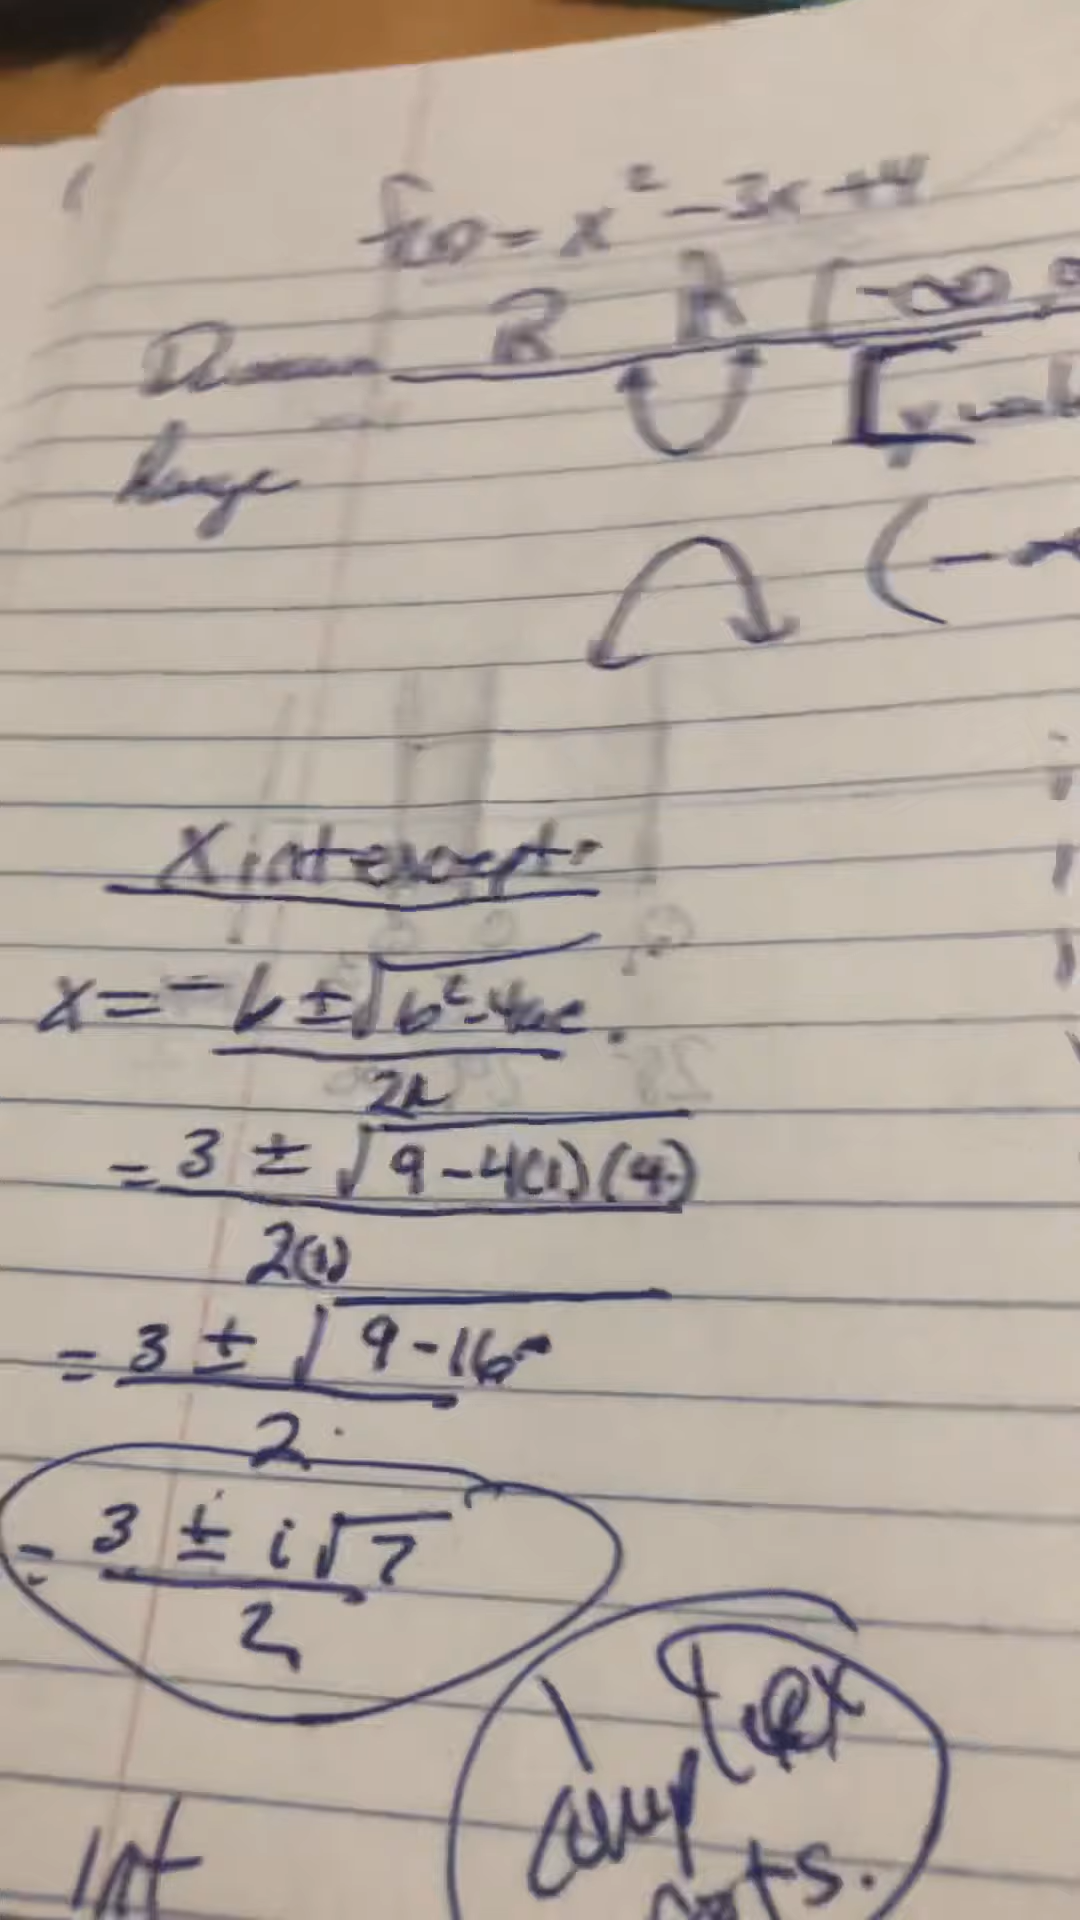 f(x) = x² - 3x + 4
Domain R R (-∞,
Range [y
(-∞
X intercepts
x = -b ± √b² - 4ac
2a
= 3 ± √9 - 4(1)(4)
2(1)
= 3 ± √9 - 16
2
= 3 ± i√7
2
complex
roots.
Int